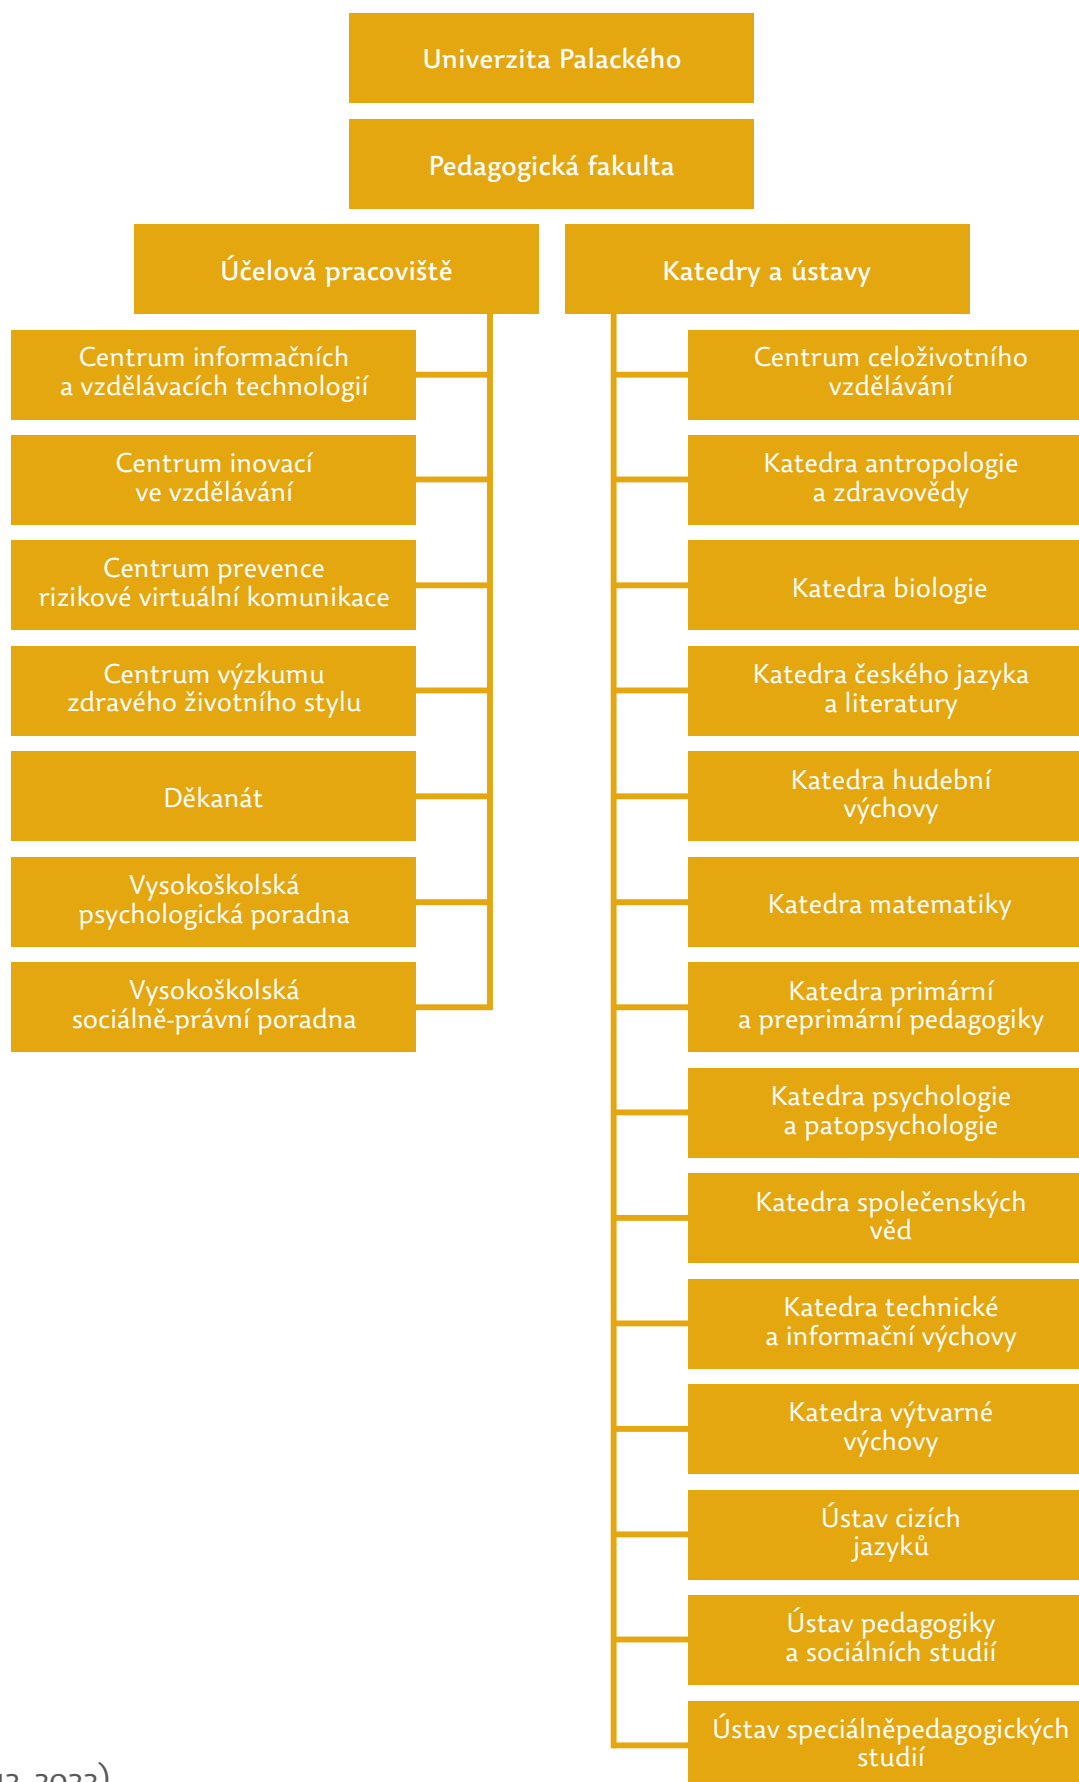 Univerzita Palackého
Pedagogická fakulta
Účelová pracoviště
Centrum informačních
a vzdělávacích technologií
Centrum inovací
ve vzdělávání
Centrum prevence
rizikové virtuální komunikace
Centrum výzkumu
zdravého životního stylu
Děkanát
Vysokoškolská
psychologická poradna
Vysokoškolská
sociálně-právní poradna
Katedry a ústavy
Centrum celoživotního
vzdělávání
Katedra antropologie
a zdravovědy
Katedra biologie
Katedra českého jazyka
a literatury
Katedra hudební
výchovy
Katedra matematiky
Katedra primární
a preprimární pedagogiky
Katedra psychologie
a patopsychologie
Katedra společenských
věd
Katedra technické
a informační výchovy
Katedra výtvarné
výchovy
Ústav cizích
jazyků
Ústav pedagogiky
a sociálních studií
Ústav speciálněpedagogických
studií